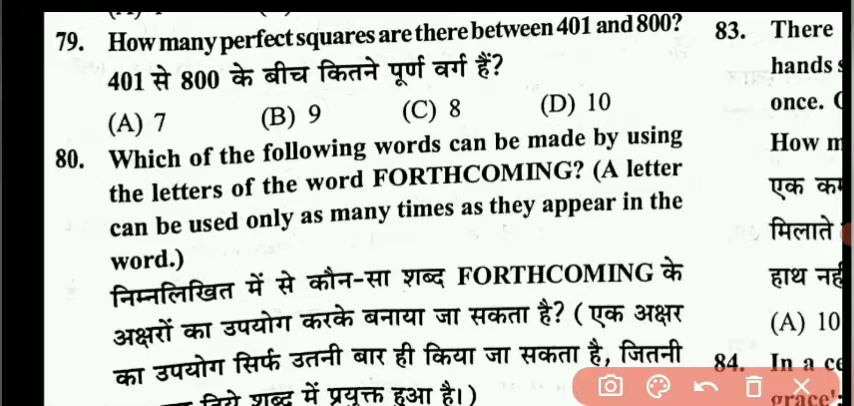 79. How many perfect squares are there between 401 and 800?
401 से 800 के बीच कितने पूर्ण वर्ग हैं?
(A) 7 (B) 9 (C) 8 (D) 10
80. Which of the following words can be made by using
the letters of the word FORTHCOMING? (A letter
can be used only as many times as they appear in the
word.)
निम्नलिखित में से कौन-सा शब्द FORTHCOMING के
अक्षरों का उपयोग करके बनाया जा सकता है? (एक अक्षर
का उपयोग सिर्फ उतनी बार ही किया जा सकता है, जितनी
दिये शब्द में प्रयुक्त हुआ है।)
83. There
hands
once.
How
एक
मिलाते
हाथ
(A) 10
84. In a
grace'